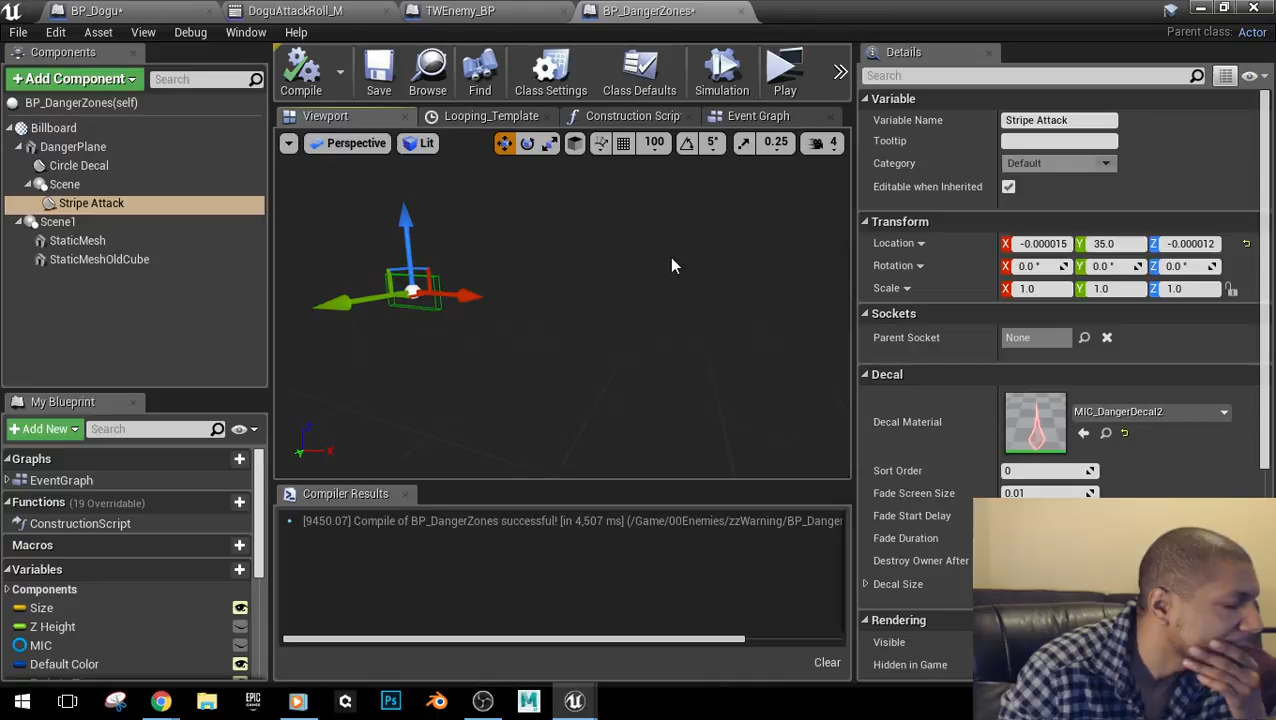 BP_Dogu*
DoguAttackRoll_M
TWEnemy_BP
BP_DangerZones*
File Edit Asset View Debug Window Help
Parent class: Actor
Components
Add Component
Search
BP_DangerZones(self)
Billboard
DangerPlane
Circle Decal
Scene
Stripe Attack
Scene1
StaticMesh
StaticMeshOldCube
My Blueprint
Add New
Search
Graphs
EventGraph
Functions (19 Overridable)
ConstructionScript
Macros
Variables
Components
Size
Z Height
MIC
Default Color
Compile
Save
Browse
Find
Class Settings
Class Defaults
Simulation
Play
Viewport
Looping_Template
Construction Scrip
Event Graph
Perspective
Lit
100
5°
0.25
4
Z
X
Y
Compiler Results
[9450.07] Compile of BP_DangerZones successful! [in 4,507 ms] (/Game/00Enemies/zzWarning/BP_Danger
Clear
Details
Search
Variable
Variable Name Stripe Attack
Tooltip
Category Default
Editable when Inherited
Transform
Location X -0.000015 Y 35.0 Z -0.000012
Rotation X 0.0 ° Y 0.0 ° Z 0.0 °
Scale X 1.0 Y 1.0 Z 1.0
Sockets
Parent Socket None
Decal
Decal Material MIC_DangerDecal2
Sort Order 0
Fade Screen Size 0.01
Fade Start Delay
Fade Duration
Destroy Owner After
Decal Size
Rendering
Visible
Hidden in Game
EPIC
GAMES
Ps
M